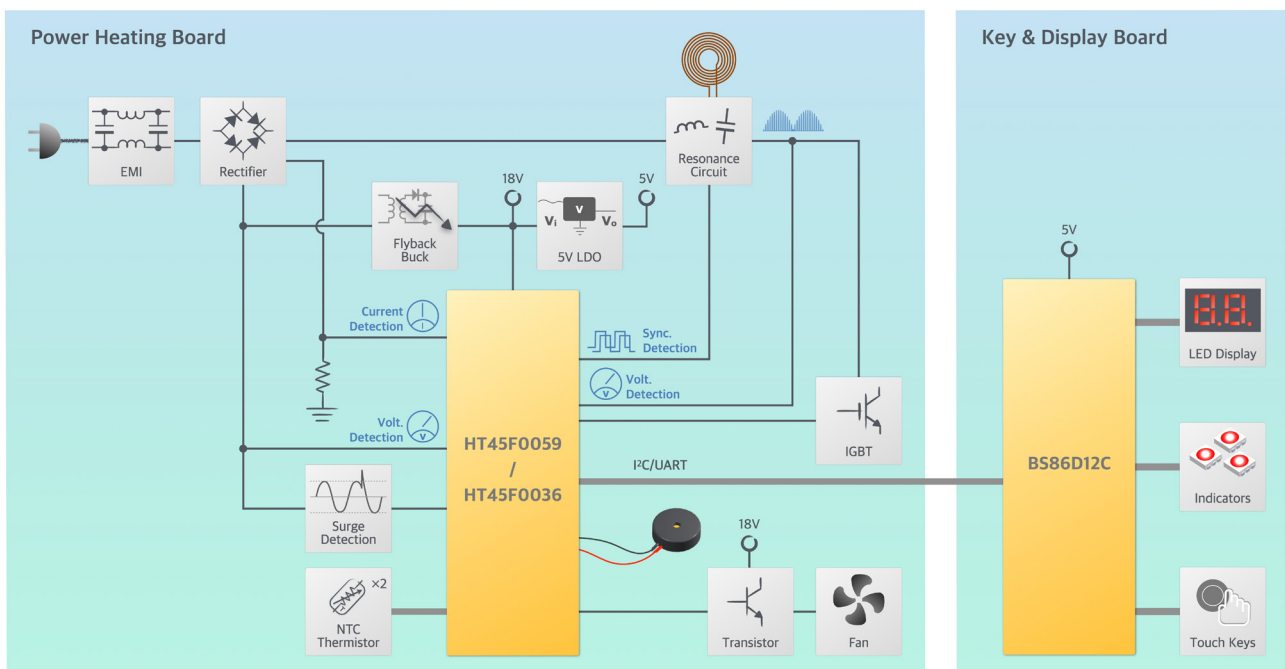 Power Heating Board
Key & Display Board
EMI
Rectifier
Resonance
Circuit
18V
5V
Vi
V
Vo
Flyback
Buck
5V LDO
5V
Current
Detection
I
Sync.
Detection
8.8.
LED Display
Volt.
Detection
V
Volt.
Detection
V
IGBT
HT45F0059
/
HT45F0036
I²C/UART
BS86D12C
Indicators
Surge
Detection
18V
×2
NTC
Thermistor
Transistor
Fan
Touch Keys